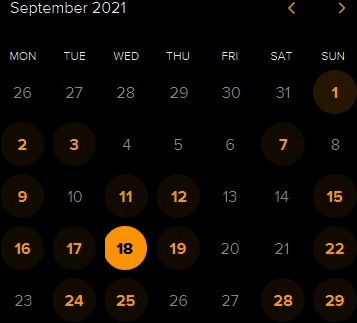 September 2021
MON TUE WED THU FRI SAT SUN
26 27 28 29 30 31 1
2 3 4 5 6 7 8
9 10 11 12 13 14 15
16 17 18 19 20 21 22
23 24 25 26 27 28 29